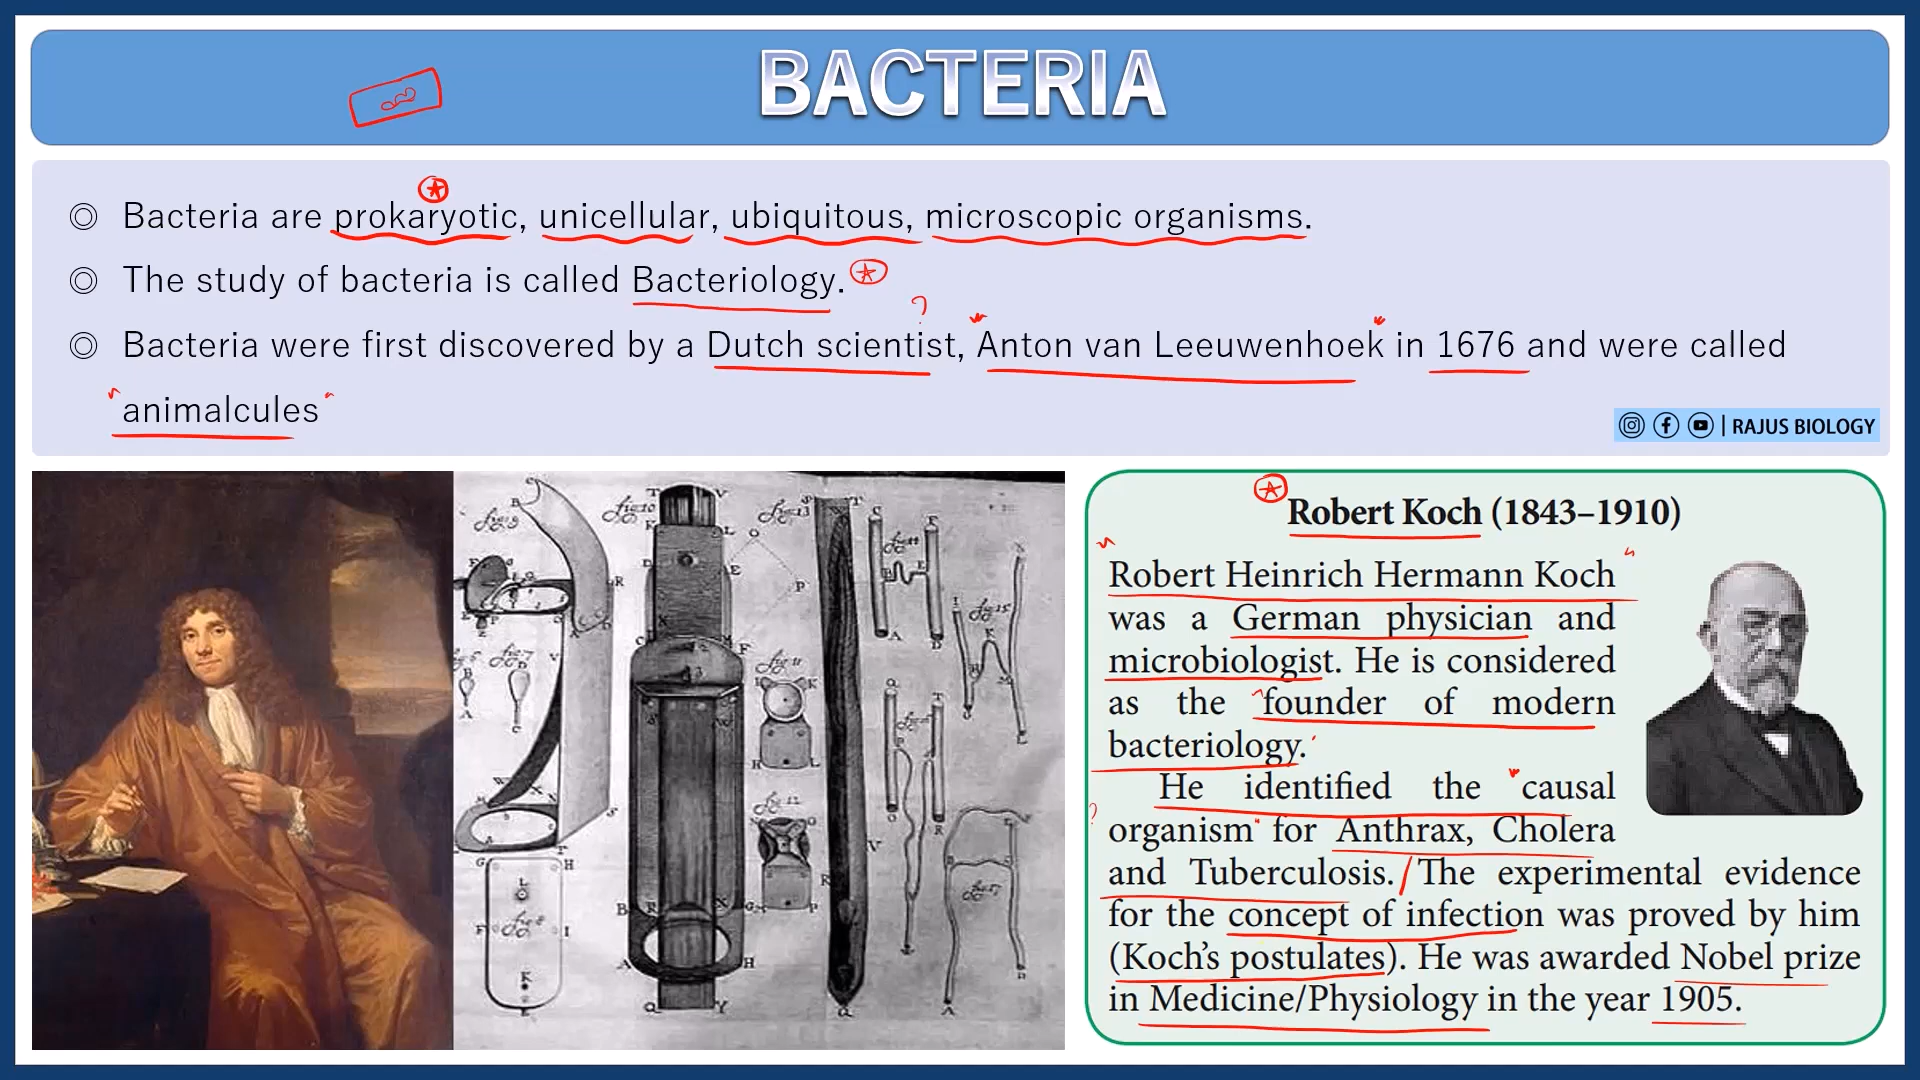 BACTERIA
◎ Bacteria are prokaryotic, unicellular, ubiquitous, microscopic organisms.
◎ The study of bacteria is called Bacteriology.
◎ Bacteria were first discovered by a Dutch scientist, Anton van Leeuwenhoek in 1676 and were called
animalcules
| RAJUS BIOLOGY
Robert Koch (1843–1910)
Robert Heinrich Hermann Koch
was a German physician and
microbiologist. He is considered
as the founder of modern
bacteriology.
He identified the causal
organism for Anthrax, Cholera
and Tuberculosis. The experimental evidence
for the concept of infection was proved by him
(Koch’s postulates). He was awarded Nobel prize
in Medicine/Physiology in the year 1905.